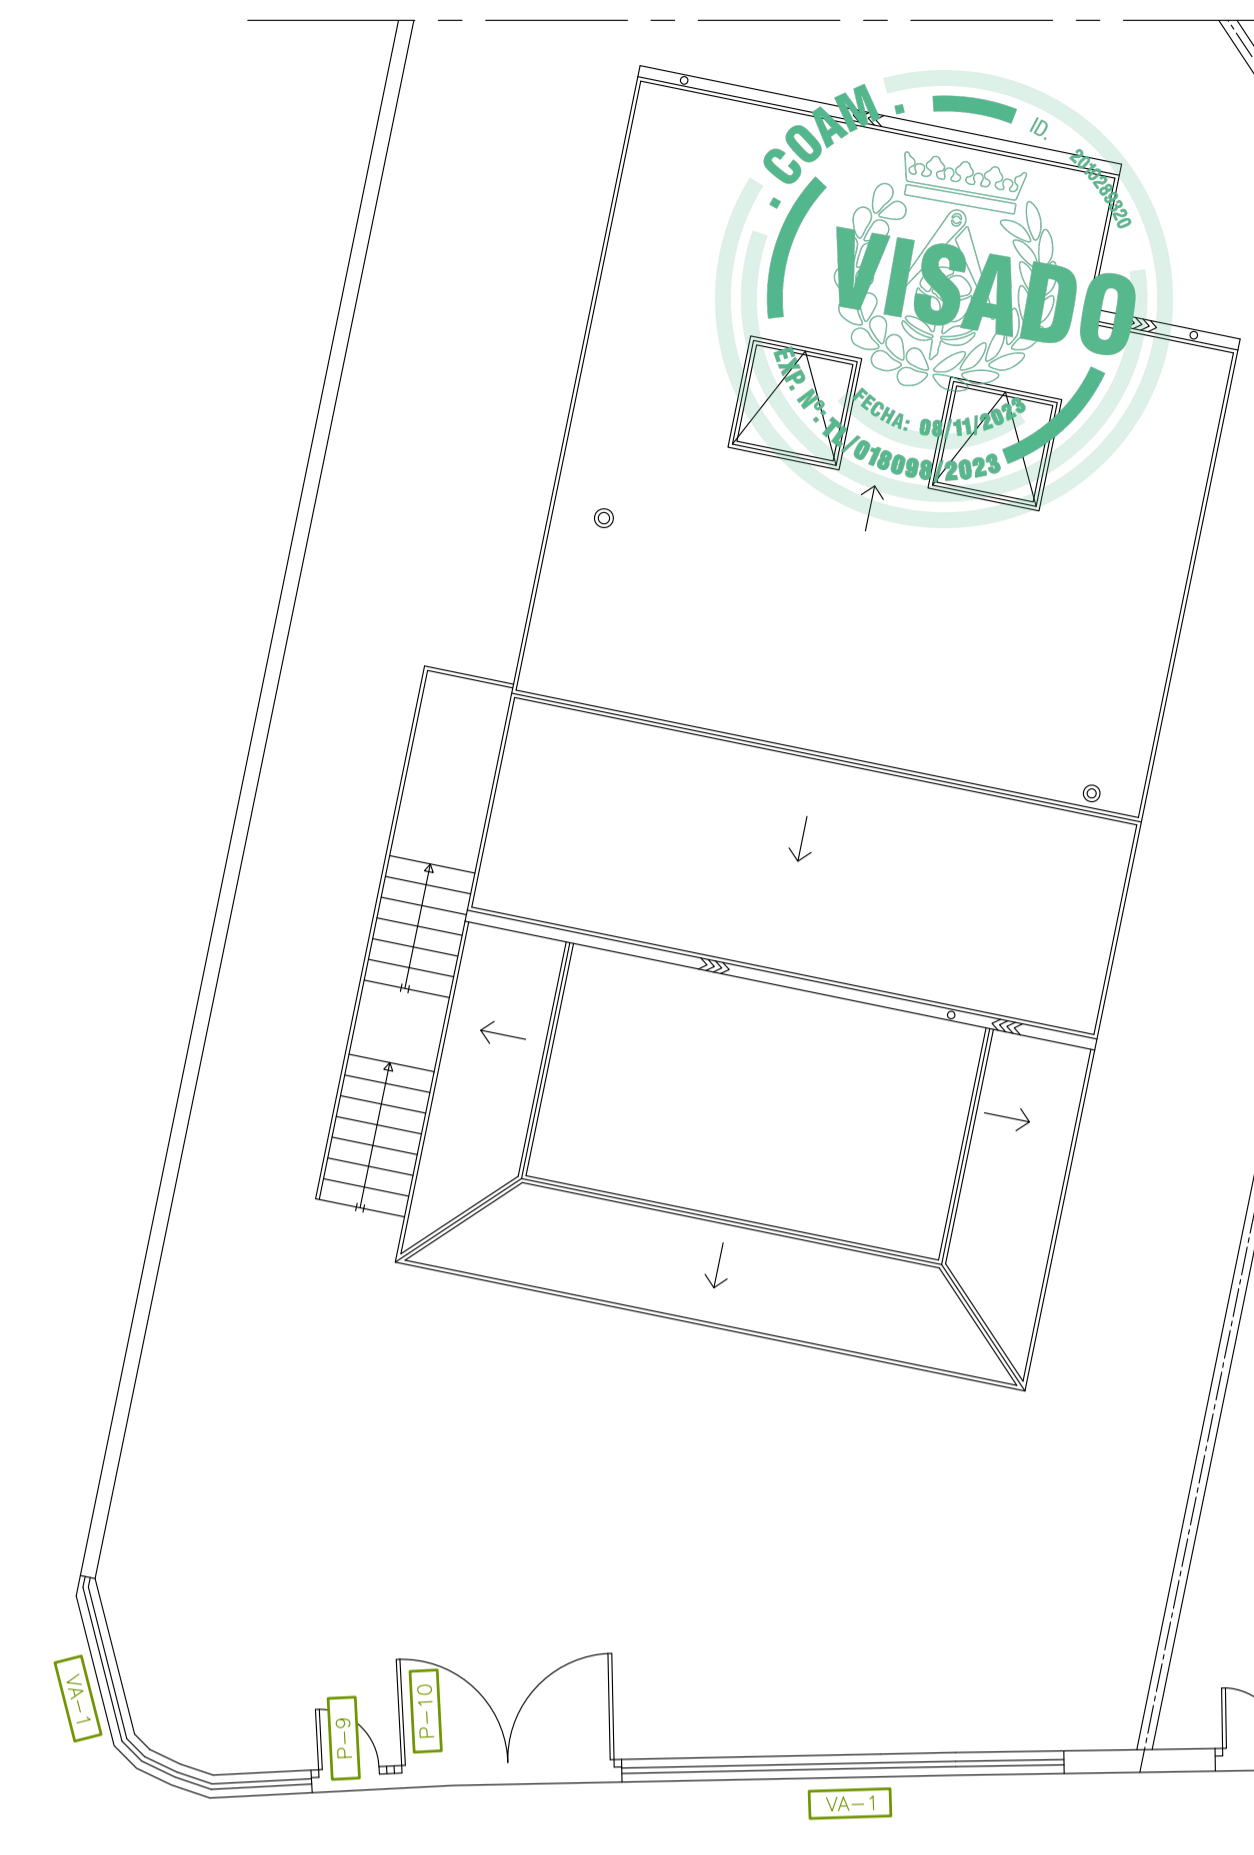 . COAM .
ID.
VISADO
FECHA: 08/11/2023
EXP. Nº: TL/018098/2023
VA-1
P-9
P-10
VA-1